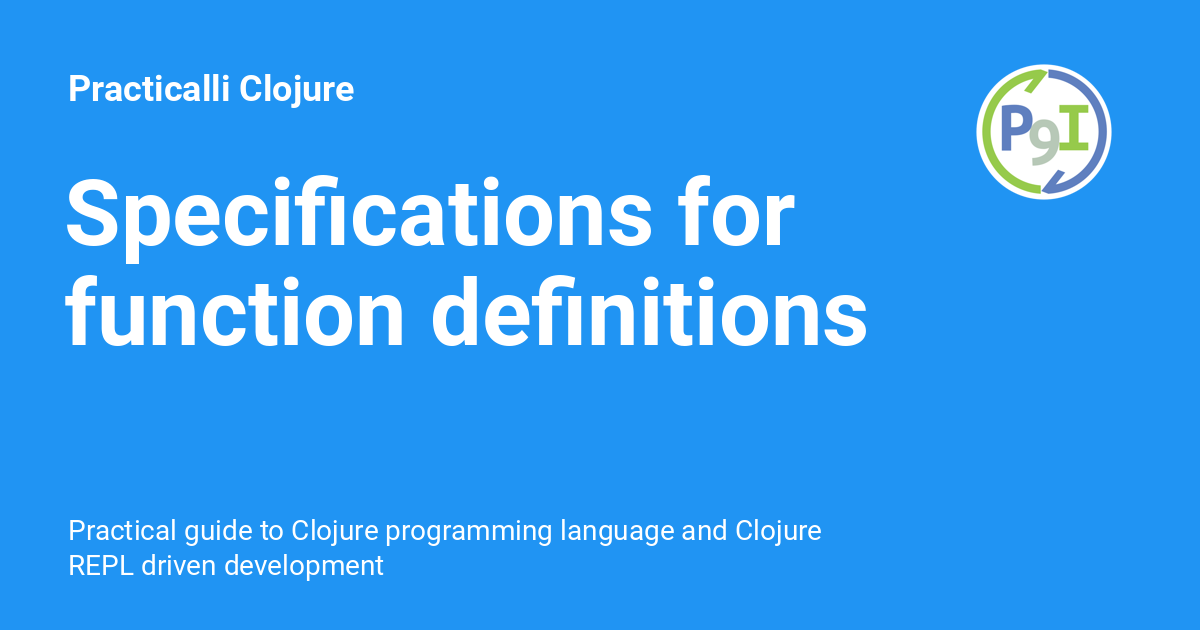 Practicalli Clojure
P9I
Specifications for
function definitions
Practical guide to Clojure programming language and Clojure
REPL driven development